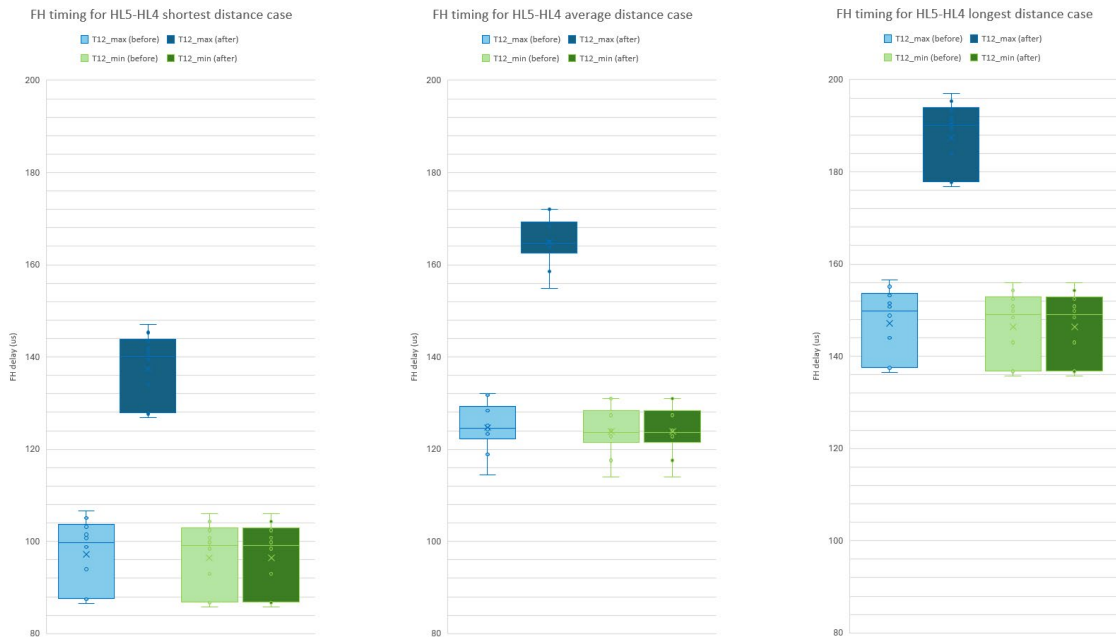 FH timing for HL5-HL4 shortest distance case
T12_max (before) T12_max (after)
T12_min (before) T12_min (after)
200
180
160
140
120
100
80
FH delay (us)
FH timing for HL5-HL4 average distance case
T12_max (before) T12_max (after)
T12_min (before) T12_min (after)
200
180
160
140
120
100
80
FH delay (us)
FH timing for HL5-HL4 longest distance case
T12_max (before) T12_max (after)
T12_min (before) T12_min (after)
200
180
160
140
120
100
80
FH delay (us)